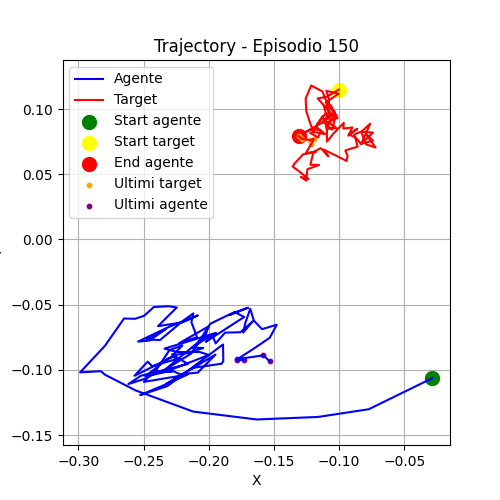 Trajectory - Episodio 150
Agente
Target
Start agente
Start target
End agente
Ultimi target
Ultimi agente
0.10
0.05
0.00
−0.05
−0.10
−0.15
−0.30
−0.25
−0.20
−0.15
−0.10
−0.05
X